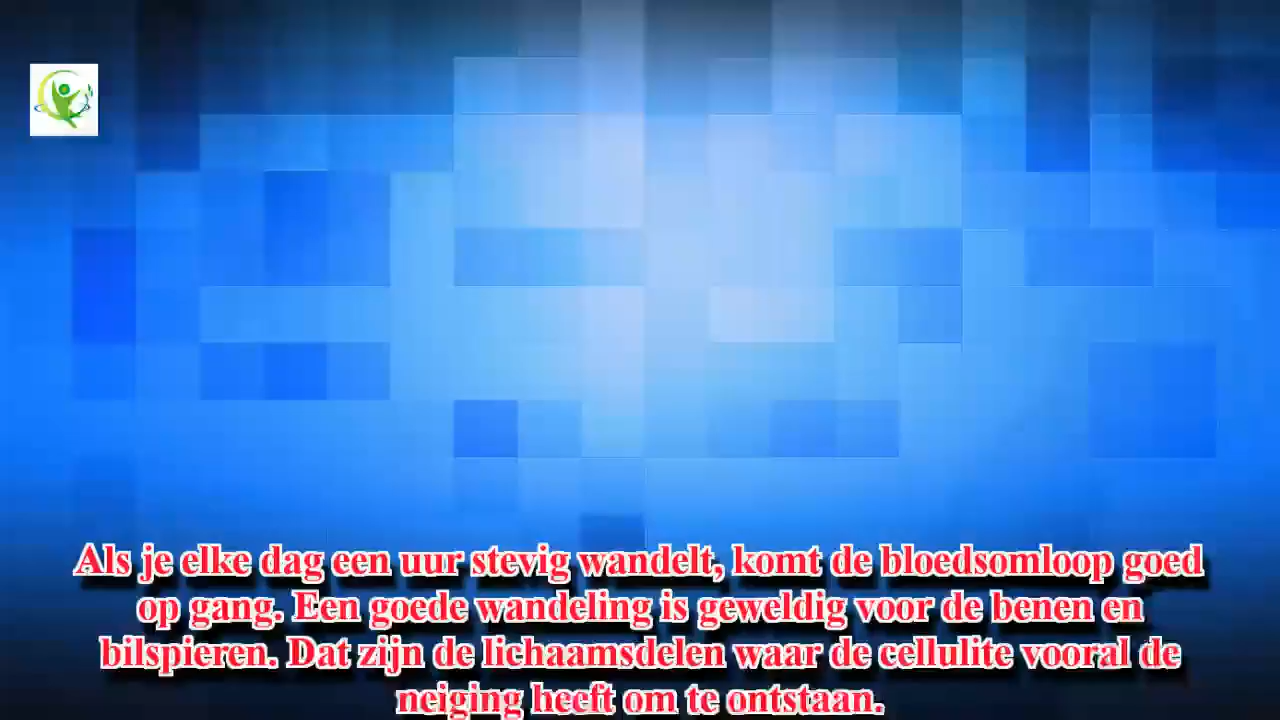 Als je elke dag een uur stevig wandelt, komt de bloedsomloop goed
op gang. Een goede wandeling is geweldig voor de benen en
bilspieren. Dat zijn de lichaamsdelen waar de cellulite vooral de
neiging heeft om te ontstaan.